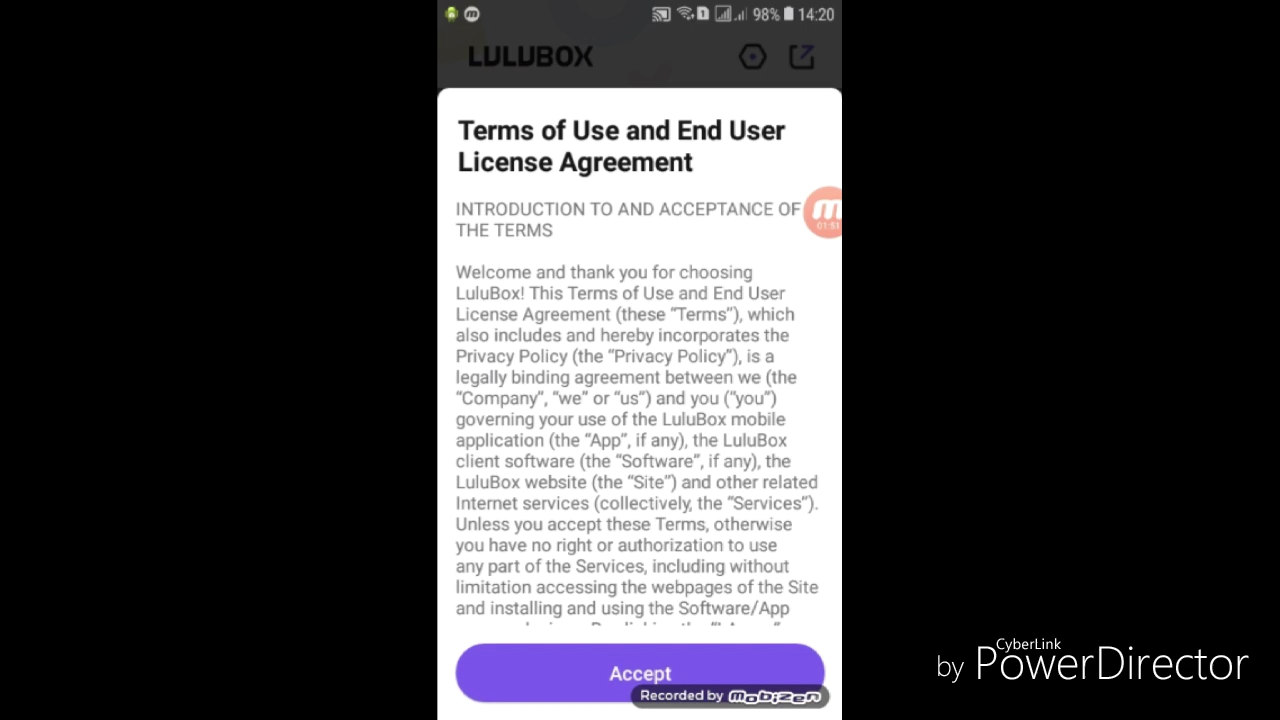 98% 14:20
LULUBOX
Terms of Use and End User
License Agreement
INTRODUCTION TO AND ACCEPTANCE OF
THE TERMS
01:51
Welcome and thank you for choosing
LuluBox! This Terms of Use and End User
License Agreement (these “Terms”), which
also includes and hereby incorporates the
Privacy Policy (the “Privacy Policy”), is a
legally binding agreement between we (the
“Company”, “we” or “us”) and you (“you”)
governing your use of the LuluBox mobile
application (the “App”, if any), the LuluBox
client software (the “Software”, if any), the
LuluBox website (the “Site”) and other related
Internet services (collectively, the “Services”).
Unless you accept these Terms, otherwise
you have no right or authorization to use
any part of the Services, including without
limitation accessing the webpages of the Site
and installing and using the Software/App
Accept
Recorded by mobizen
by CyberLink PowerDirector